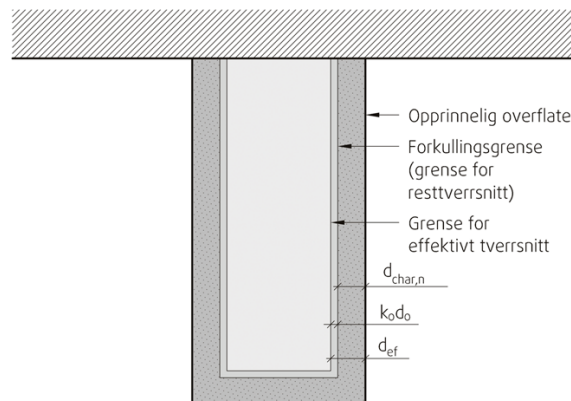 Opprinnelig overflate
Forkullingsgrense
(grense for
resttverrsnitt)
Grense for
effektivt tverrsnitt
d_char,n
k₀d₀
d_ef